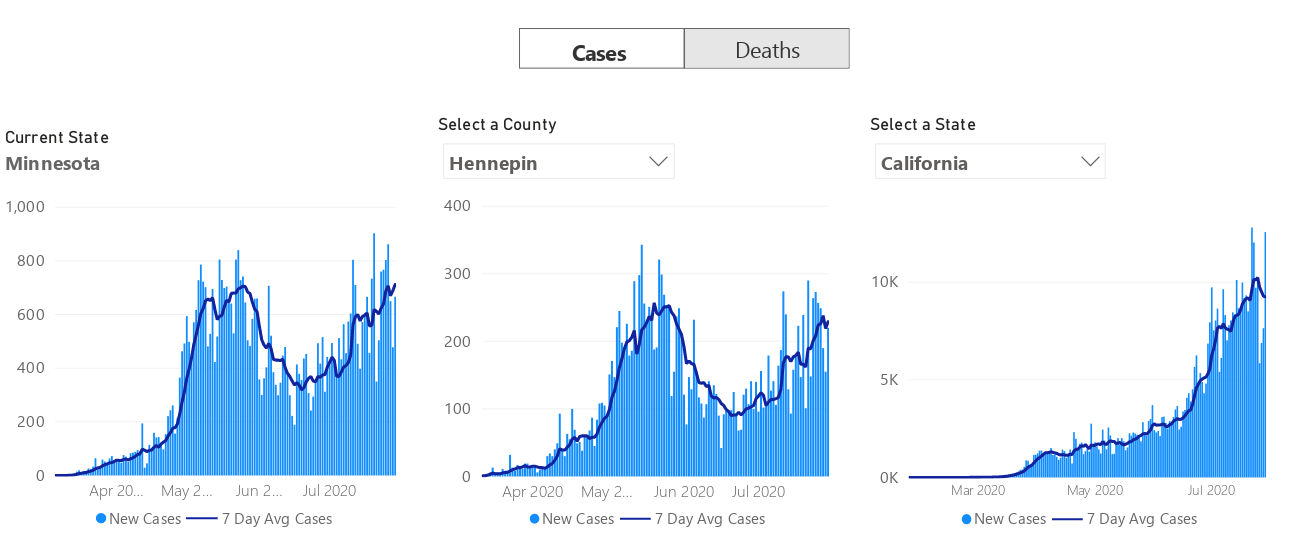 Cases Deaths
Current State
Minnesota
1,000
800
600
400
200
0
Apr 20... May 2... Jun 2... Jul 2020
New Cases 7 Day Avg Cases
Select a County
Hennepin
400
300
200
100
0
Apr 2020 May 2... Jun 2020 Jul 2020
New Cases 7 Day Avg Cases
Select a State
California
10K
5K
0K
Mar 2020 May 2020 Jul 2020
New Cases 7 Day Avg Cases